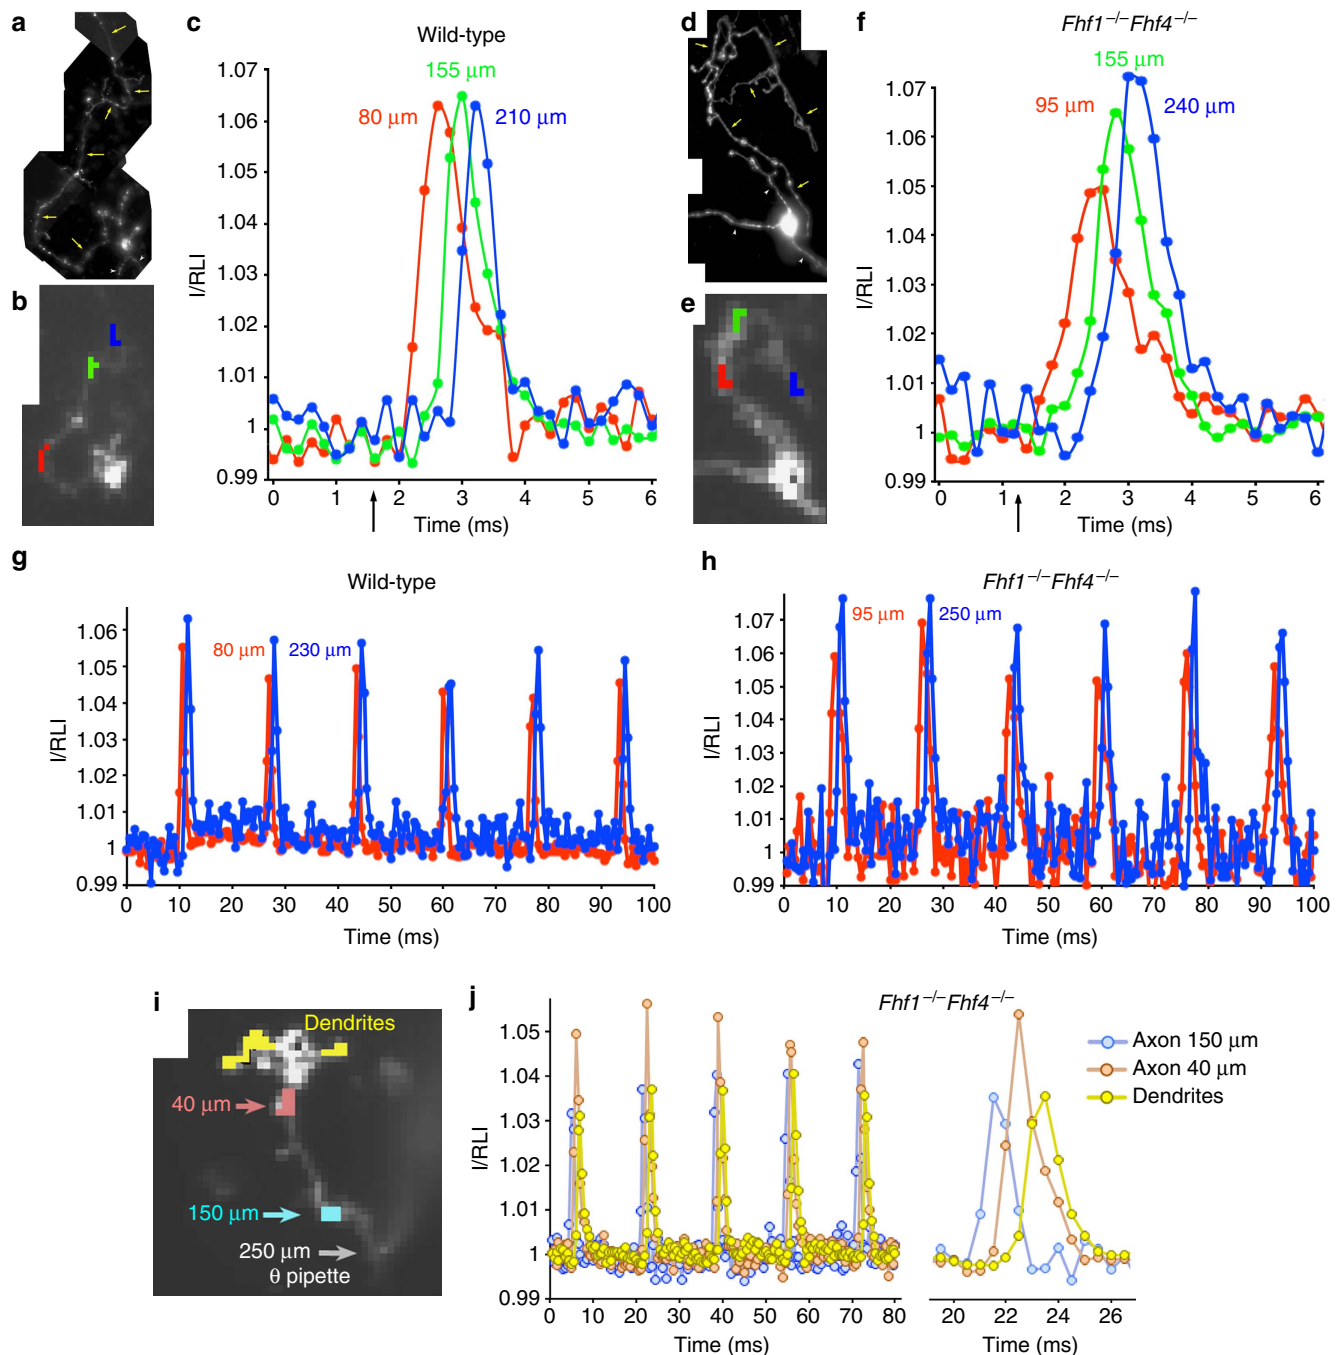 a
b
c
Wild-type
1.07
1.06
1.05
1.04
1.03
1.02
1.01
1
0.99
I/RLI
80 µm
155 µm
210 µm
0 1 2 3 4 5 6
Time (ms)
d
e
f
Fhf1–/–Fhf4–/–
1.07
1.06
1.05
1.04
1.03
1.02
1.01
1
0.99
I/RLI
95 µm
155 µm
240 µm
0 1 2 3 4 5 6
Time (ms)
g
Wild-type
1.06
1.05
1.04
1.03
1.02
1.01
1
0.99
I/RLI
80 µm 230 µm
0 10 20 30 40 50 60 70 80 90 100
Time (ms)
h
Fhf1–/–Fhf4–/–
1.07
1.06
1.05
1.04
1.03
1.02
1.01
1
0.99
I/RLI
95 µm 250 µm
0 10 20 30 40 50 60 70 80 90 100
Time (ms)
i
Dendrites
40 µm
150 µm
250 µm
θ pipette
j
Fhf1–/–Fhf4–/–
1.05
1.04
1.03
1.02
1.01
1
0.99
I/RLI
0 10 20 30 40 50 60 70 80
Time (ms)
Axon 150 µm
Axon 40 µm
Dendrites
20 22 24 26
Time (ms)